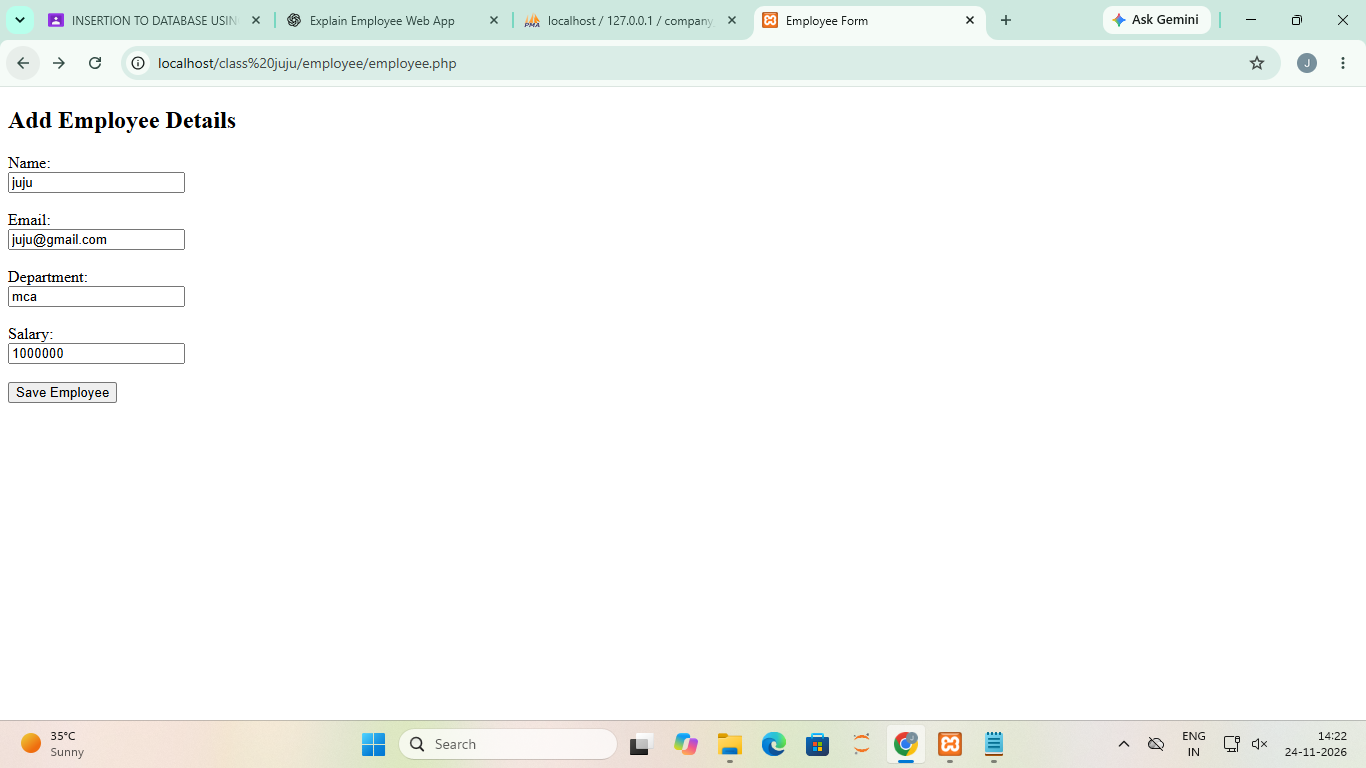 INSERTION TO DATABASE USIN
Explain Employee Web App
PMA
localhost / 127.0.0.1 / company
Employee Form
Ask Gemini
localhost/class%20juju/employee/employee.php
J
Add Employee Details
Name:
juju
Email:
juju@gmail.com
Department:
mca
Salary:
1000000
Save Employee
35°C
Sunny
Search
ENG
IN
14:22
24-11-2026